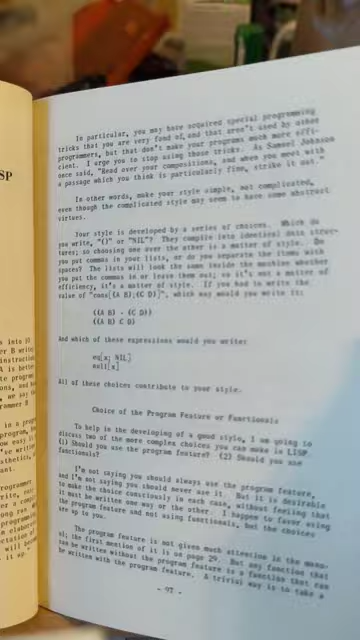 In particular, you may have acquired special programming
tricks that you are very fond of, and that aren't used by other
programmers, but that don't make your programs much more effi-
cient. I urge you to stop using those tricks. As Samuel Johnson
once said, "Read over your compositions, and when you meet with
a passage which you think is particularly fine, strike it out."
In other words, make your style simple, not complicated,
even though the complicated style may seem to have some abstract
virtues.
Your style is developed by a series of choices. Which do
you write, "()" or "NIL"? They compile into identical data struc-
tures; so choosing one over the other is a matter of style. Do
you put commas in your lists, or do you separate the items with
spaces? The lists will look the same inside the machine whether
you put the commas in or leave them out; so it's not a matter of
efficiency, it's a matter of style. If you had to write the
value of "cons[(A B);(C D)]", which way would you write it:
((A B) . (C D))
((A B) C D)
And which of these expressions would you write:
eq[x; NIL]
null[x]
All of these choices contribute to your style.
Choice of the Program Feature or Functionals
To help in the developing of a good style, I am going to
discuss two of the more complex choices you can make in LISP.
(1) Should you use the program feature? (2) Should you use
functionals?
I'm not saying you should always use the program feature,
and I'm not saying you should never use it. But it is desirable
to make the choice consciously in each case, without feeling that
it must be written one way or the other. I happen to favor using
the program feature and not using functionals, but the choices
are up to you.
The program feature is not given much attention in the manu-
al; the first mention of it is on page 29. But any function that
can be written without the program feature is a function that can
be written with the program feature. A trivial way is to take a
- 92 -
SP